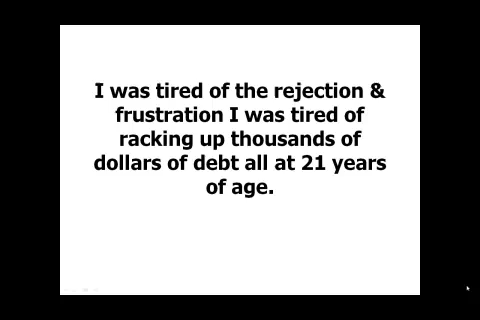 I was tired of the rejection &
frustration I was tired of
racking up thousands of
dollars of debt all at 21 years
of age.